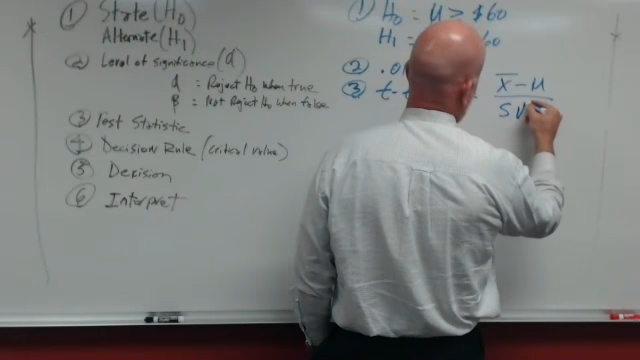 ① State (H0)
Alternate (H1)
② Level of significance (α)
α = Reject H0 when true
β = Not Reject H0 when false
③ Test Statistic
④ Decision Rule (critical value)
⑤ Decision
⑥ Interpret
① H0 = μ ≥ $60
H1 60
② .01
③ t- X̄ - μ
S √